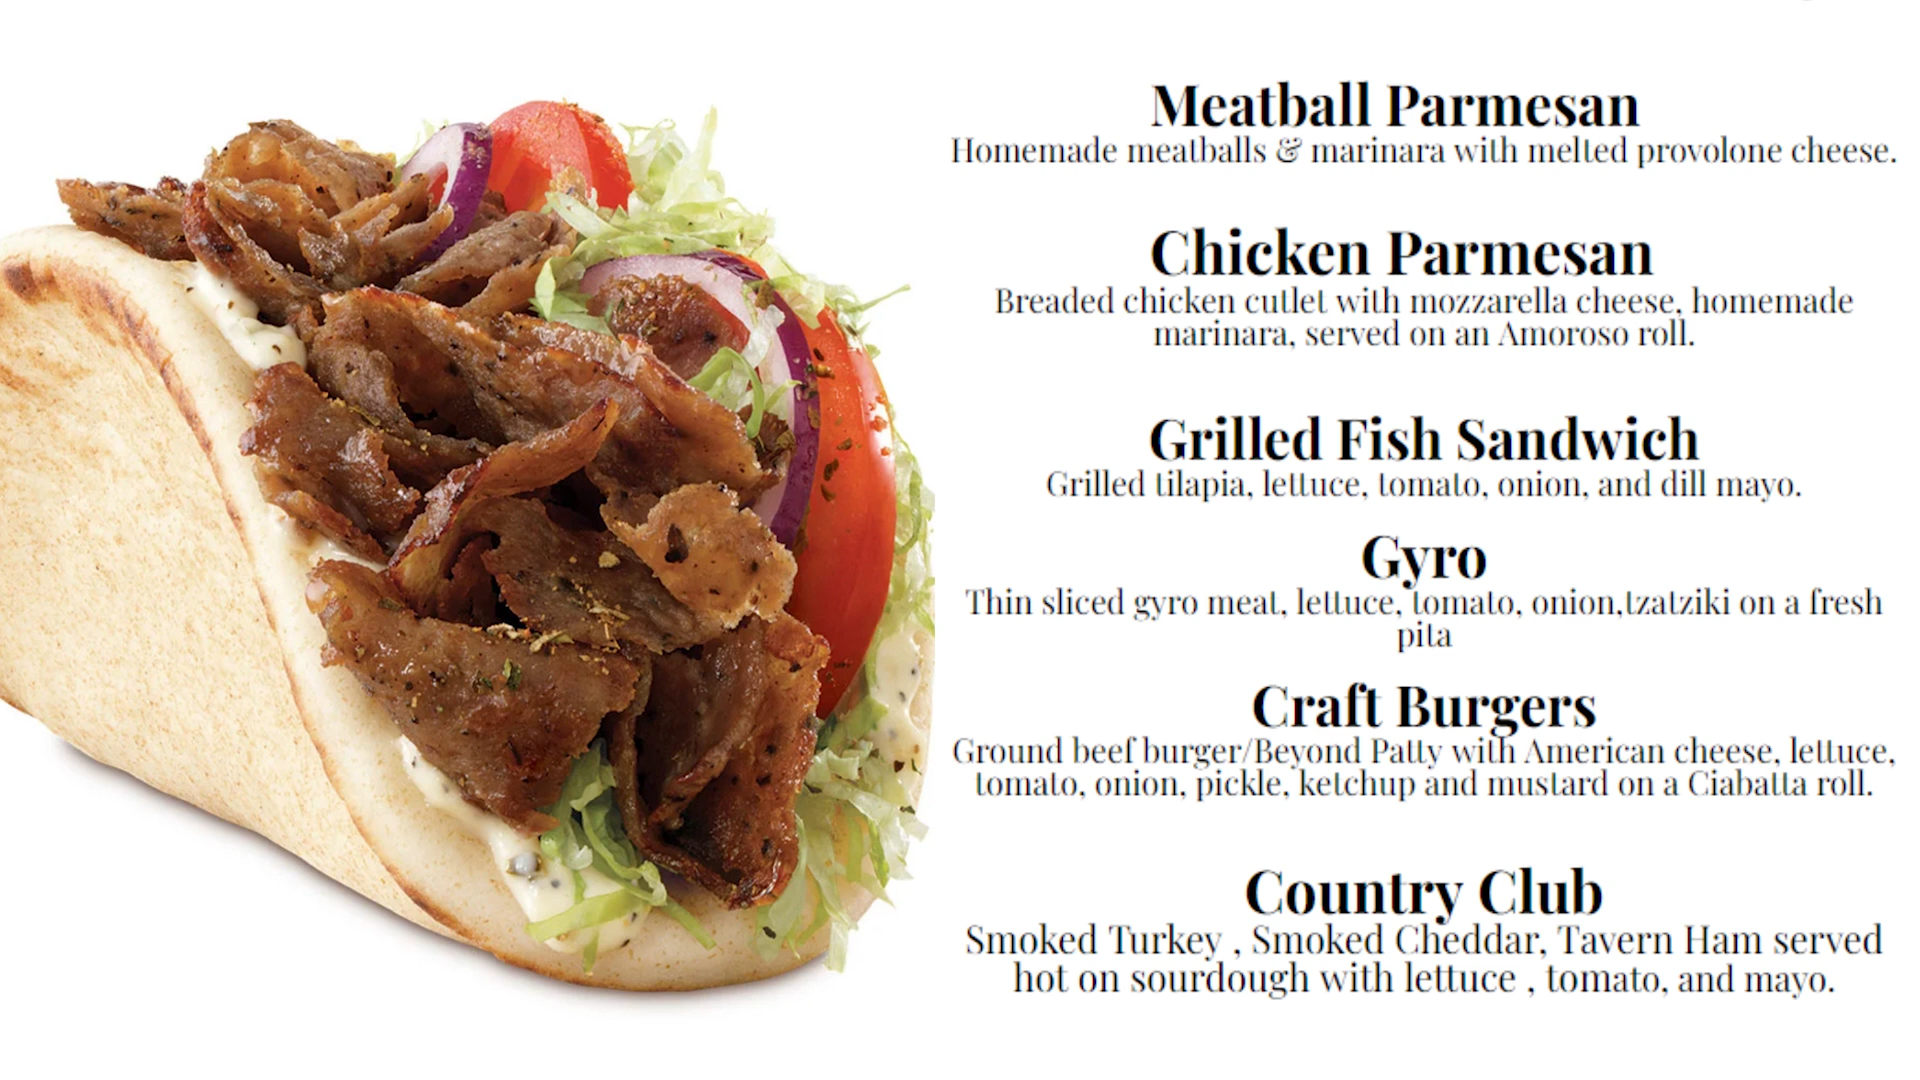 Meatball Parmesan
Homemade meatballs & marinara with melted provolone cheese.
Chicken Parmesan
Breaded chicken cutlet with mozzarella cheese, homemade
marinara, served on an Amoroso roll.
Grilled Fish Sandwich
Grilled tilapia, lettuce, tomato, onion, and dill mayo.
Gyro
Thin sliced gyro meat, lettuce, tomato, onion,tzatziki on a fresh
pita
Craft Burgers
Ground beef burger/Beyond Patty with American cheese, lettuce,
tomato, onion, pickle, ketchup and mustard on a Ciabatta roll.
Country Club
Smoked Turkey , Smoked Cheddar, Tavern Ham served
hot on sourdough with lettuce , tomato, and mayo.